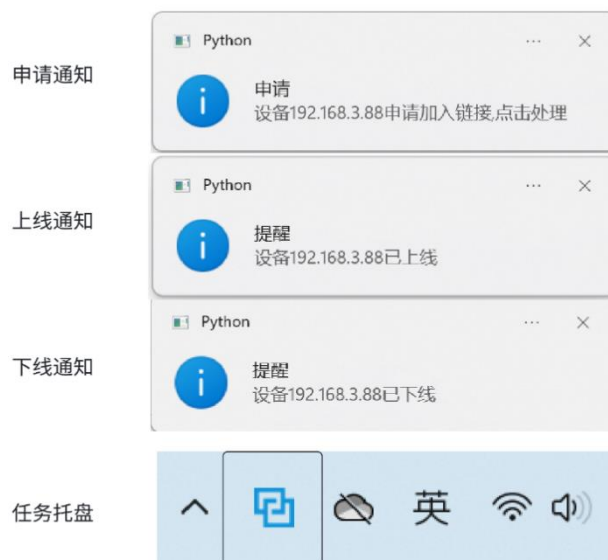 申请通知
Python
申请
设备192.168.3.88申请加入链接,点击处理
上线通知
Python
提醒
设备192.168.3.88已上线
下线通知
Python
提醒
设备192.168.3.88已下线
任务托盘
英